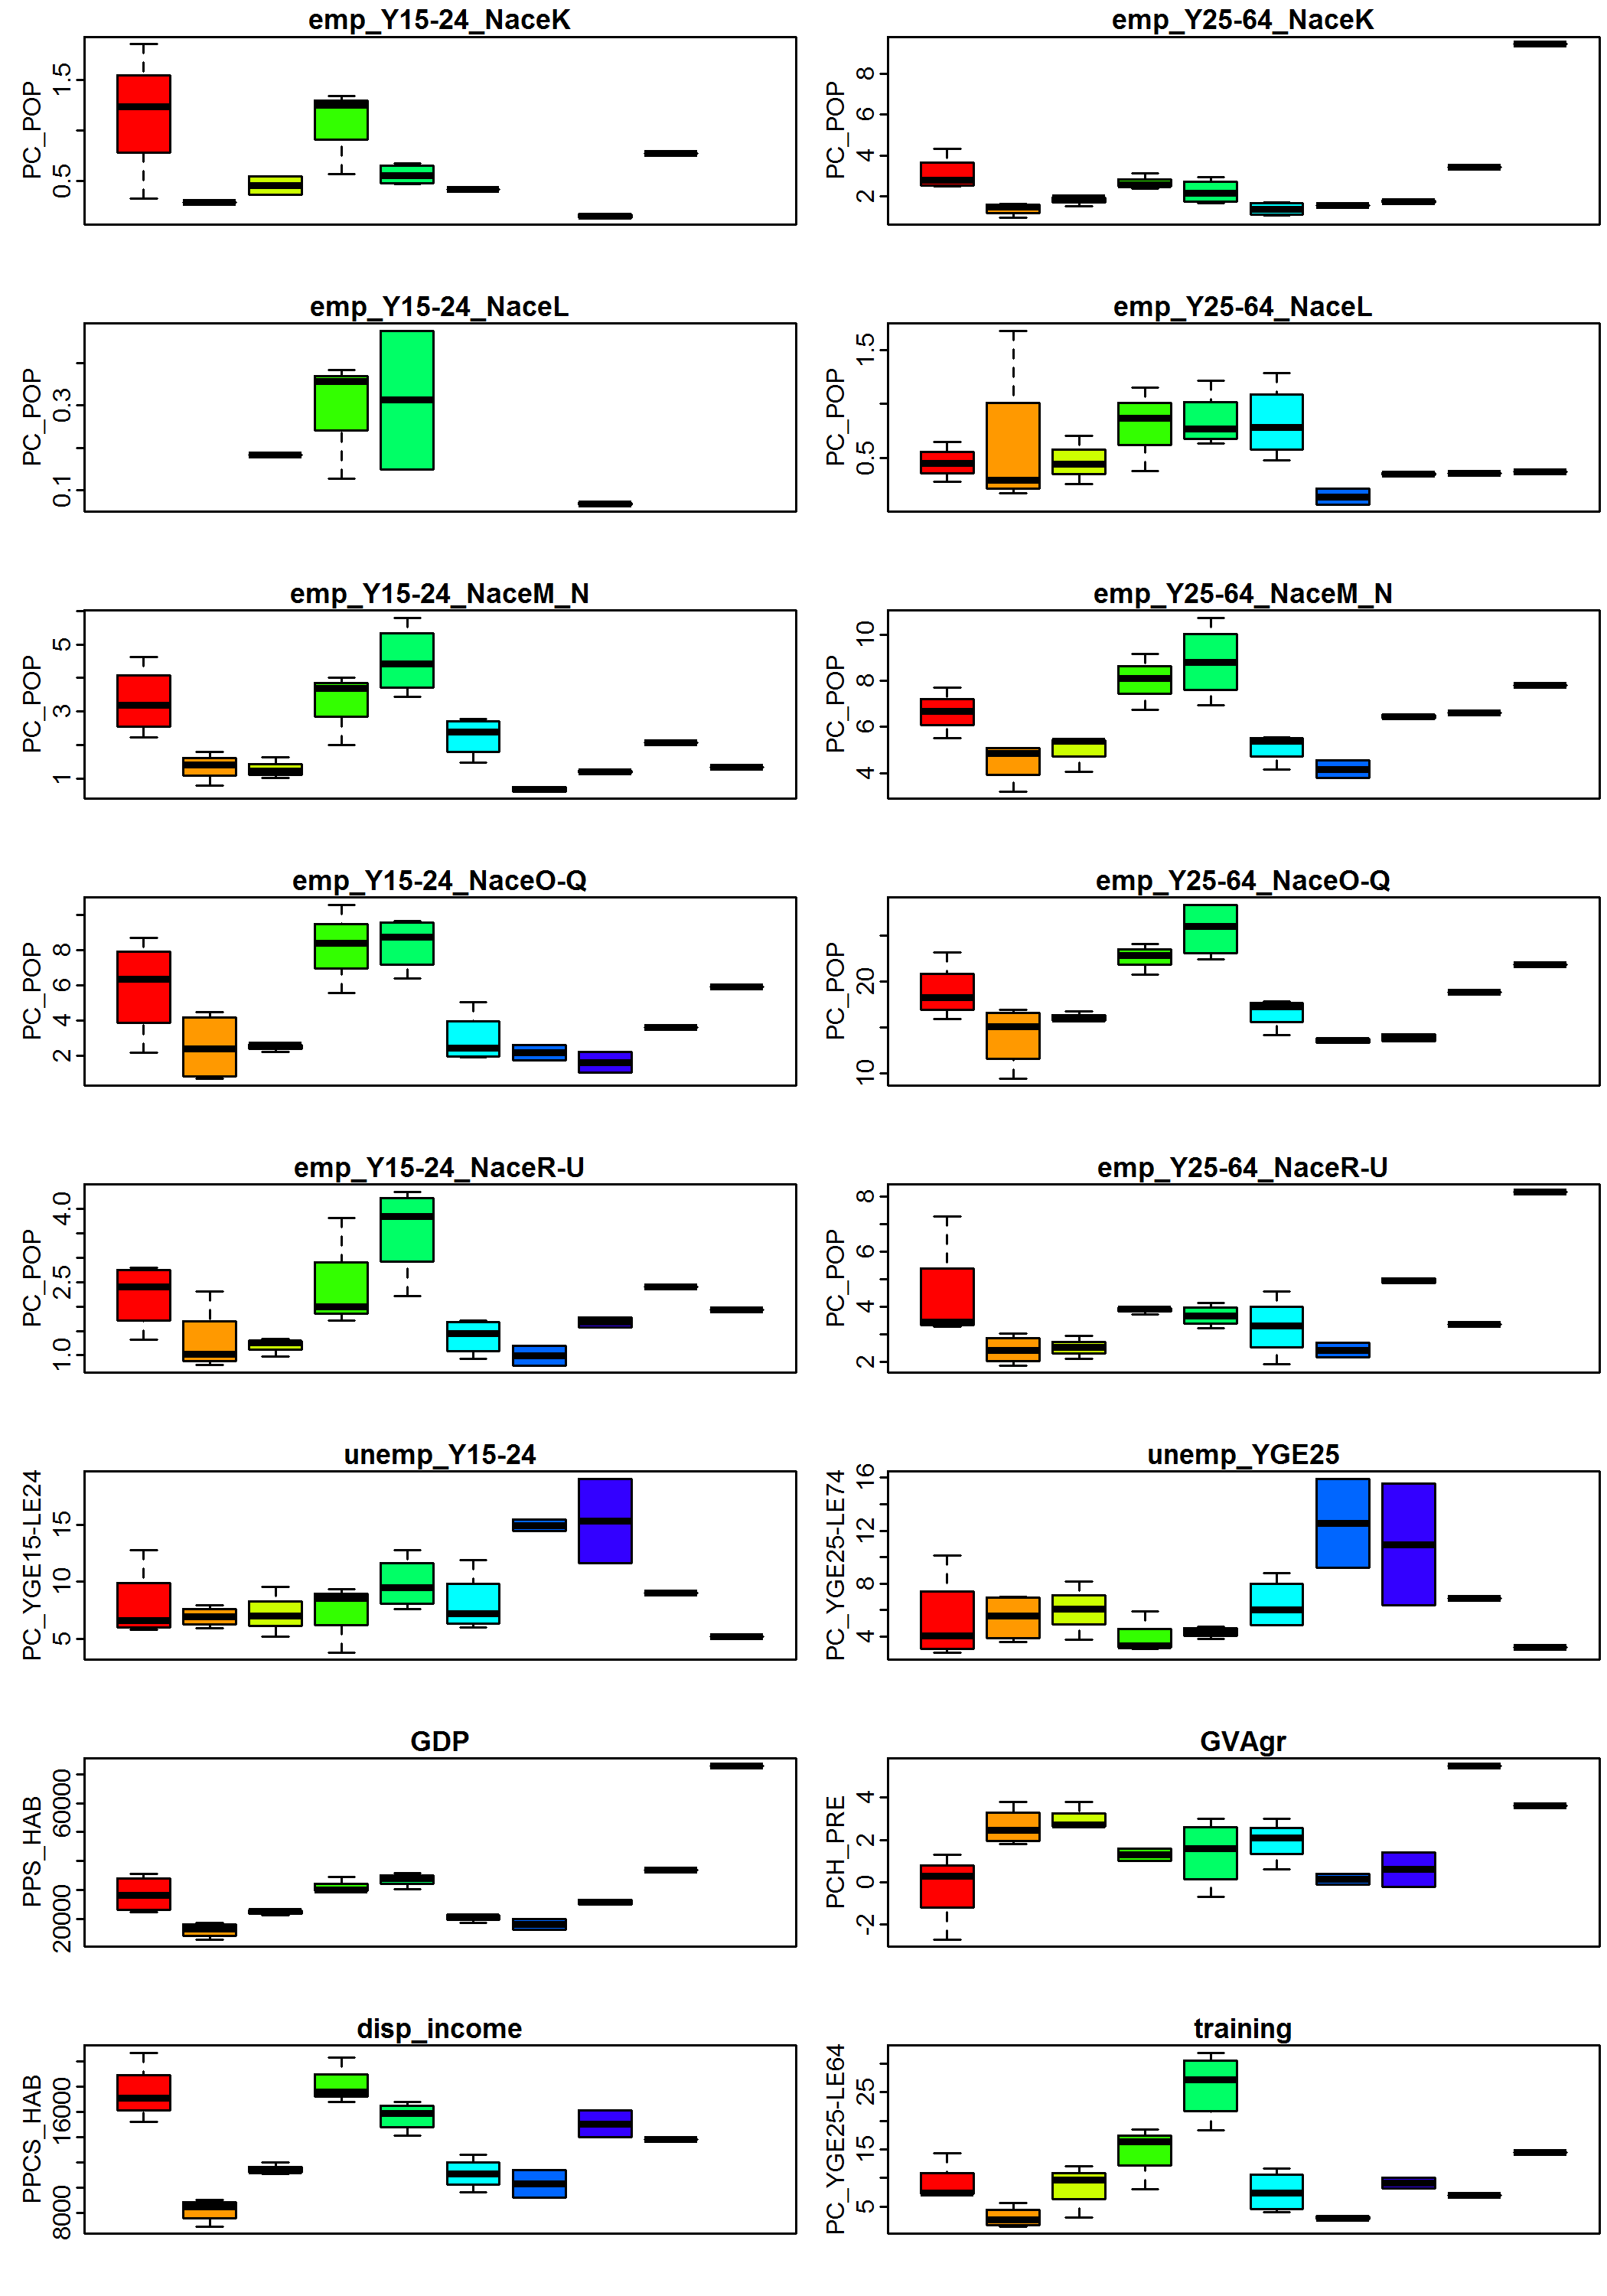 emp_Y15-24_NaceK
PC_POP
1.5
0.5
emp_Y25-64_NaceK
PC_POP
8
6
4
2
emp_Y15-24_NaceL
PC_POP
0.3
0.1
emp_Y25-64_NaceL
PC_POP
1.5
0.5
emp_Y15-24_NaceM_N
PC_POP
5
3
1
emp_Y25-64_NaceM_N
PC_POP
10
8
6
4
emp_Y15-24_NaceO-Q
PC_POP
8
6
4
2
emp_Y25-64_NaceO-Q
PC_POP
20
10
emp_Y15-24_NaceR-U
PC_POP
4.0
2.5
1.0
emp_Y25-64_NaceR-U
PC_POP
8
6
4
2
unemp_Y15-24
PC_YGE15-LE24
15
10
5
unemp_YGE25
PC_YGE25-LE74
16
12
8
4
GDP
PPS_HAB
60000
20000
GVAgr
PCH_PRE
4
2
0
-2
disp_income
PPCS_HAB
16000
8000
training
PC_YGE25-LE64
25
15
5